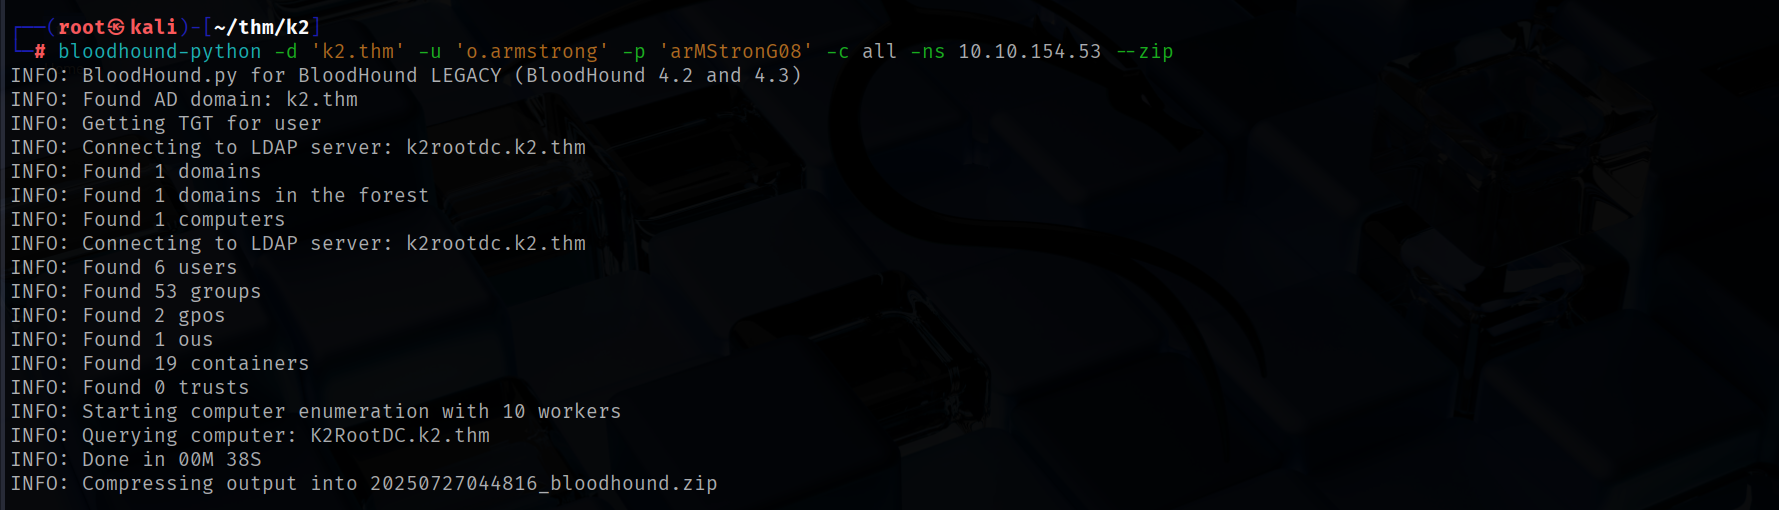 ┌──(root㉿kali)-[~/thm/k2]
└─# bloodhound-python -d 'k2.thm' -u 'o.armstrong' -p 'arMStronG08' -c all -ns 10.10.154.53 --zip
INFO: BloodHound.py for BloodHound LEGACY (BloodHound 4.2 and 4.3)
INFO: Found AD domain: k2.thm
INFO: Getting TGT for user
INFO: Connecting to LDAP server: k2rootdc.k2.thm
INFO: Found 1 domains
INFO: Found 1 domains in the forest
INFO: Found 1 computers
INFO: Connecting to LDAP server: k2rootdc.k2.thm
INFO: Found 6 users
INFO: Found 53 groups
INFO: Found 2 gpos
INFO: Found 1 ous
INFO: Found 19 containers
INFO: Found 0 trusts
INFO: Starting computer enumeration with 10 workers
INFO: Querying computer: K2RootDC.k2.thm
INFO: Done in 00M 38S
INFO: Compressing output into 20250727044816_bloodhound.zip